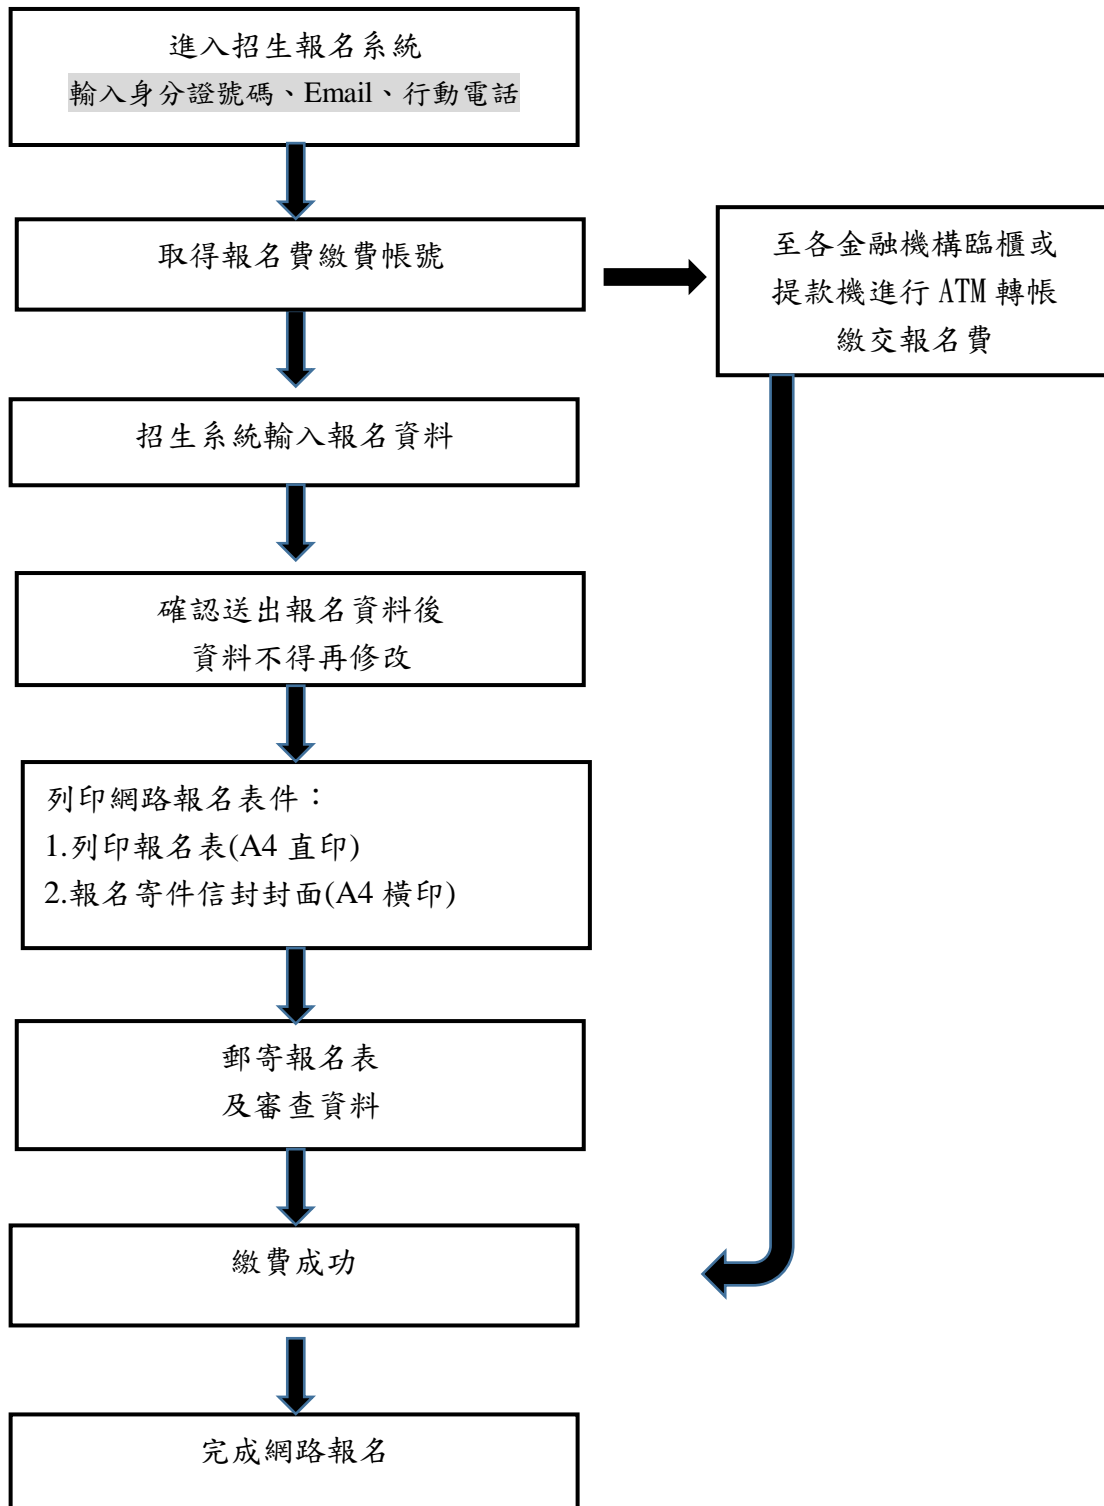 進入招生報名系統
輸入身分證號碼、Email、行動電話
取得報名費繳費帳號
至各金融機構臨櫃或
提款機進行 ATM 轉帳
繳交報名費
招生系統輸入報名資料
確認送出報名資料後
資料不得再修改
列印網路報名表件：
1.列印報名表(A4 直印)
2.報名寄件信封封面(A4 橫印)
郵寄報名表
及審查資料
繳費成功
完成網路報名